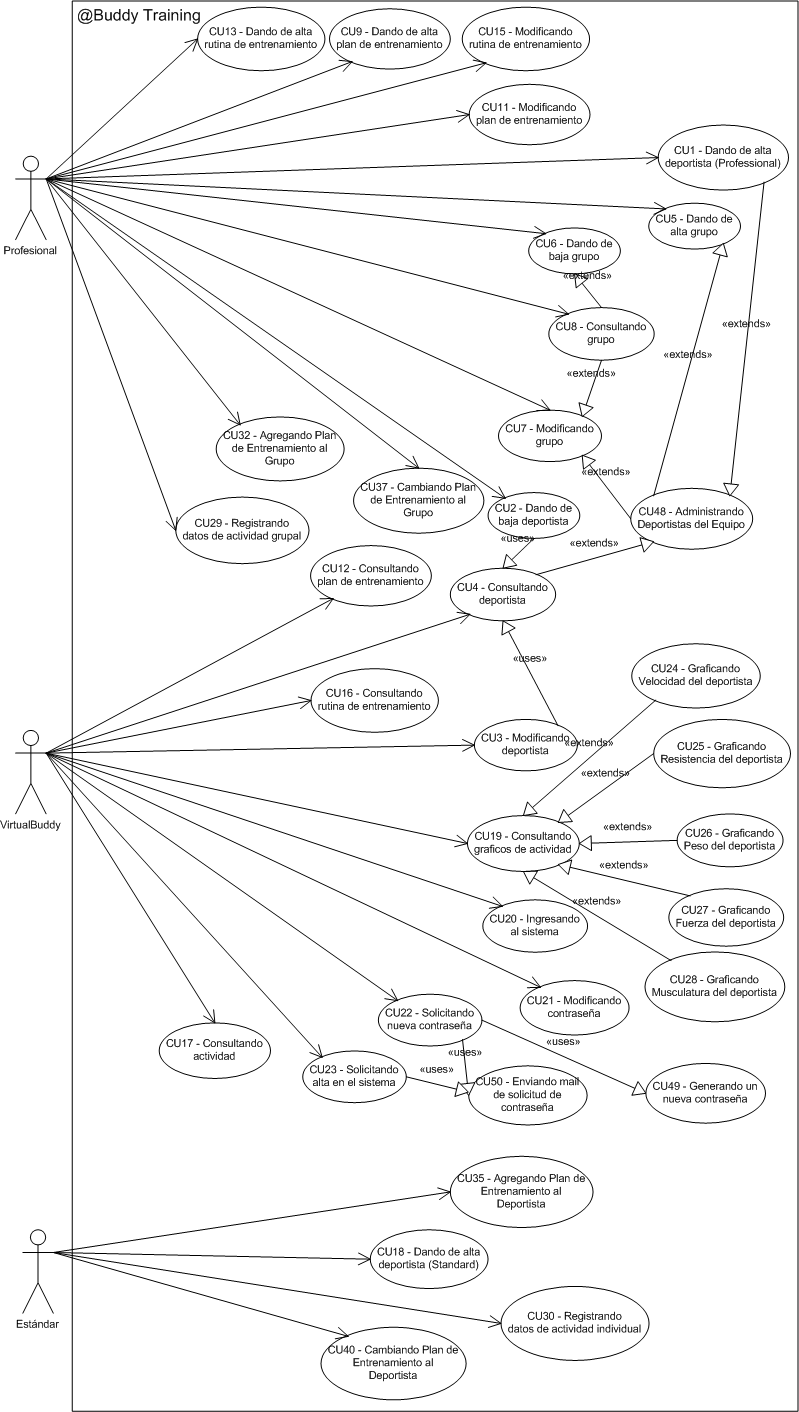 @Buddy Training
CU13 - Dando de alta
rutina de entrenamiento
CU9 - Dando de alta
plan de entrenamiento
CU15 - Modificando
rutina de entrenamiento
CU11 - Modificando
plan de entrenamiento
CU1 - Dando de alta
deportista (Professional)
Profesional
CU5 - Dando de
alta grupo
CU6 - Dando de
baja grupo
«extends»
CU8 - Consultando
grupo
«extends»
«extends»
«extends»
CU7 - Modificando
grupo
«extends»
CU32 - Agregando Plan
de Entrenamiento al
Grupo
CU37 - Cambiando Plan
de Entrenamiento al
Grupo
CU2 - Dando de
baja deportista
CU48 - Administrando
Deportistas del Equipo
CU29 - Registrando
datos de actividad grupal
«uses»
«extends»
CU12 - Consultando
plan de entrenamiento
CU4 - Consultando
deportista
«uses»
CU24 - Graficando
Velocidad del deportista
CU16 - Consultando
rutina de entrenamiento
CU3 - Modificando
deportista
«extends»
CU25 - Graficando
Resistencia del deportista
«extends»
VirtualBuddy
CU19 - Consultando
graficos de actividad
«extends»
CU26 - Graficando
Peso del deportista
«extends»
«extends»
CU27 - Graficando
Fuerza del deportista
CU20 - Ingresando
al sistema
CU28 - Graficando
Musculatura del deportista
CU21 - Modificando
contraseña
CU22 - Solicitando
nueva contraseña
CU17 - Consultando
actividad
«uses»
«uses»
«uses»
CU23 - Solicitando
alta en el sistema
CU50 - Enviando mail
de solicitud de
contraseña
CU49 - Generando un
nueva contraseña
CU35 - Agregando Plan de
Entrenamiento al
Deportista
CU18 - Dando de alta
deportista (Standard)
Estándar
CU30 - Registrando
datos de actividad individual
CU40 - Cambiando Plan de
Entrenamiento al
Deportista